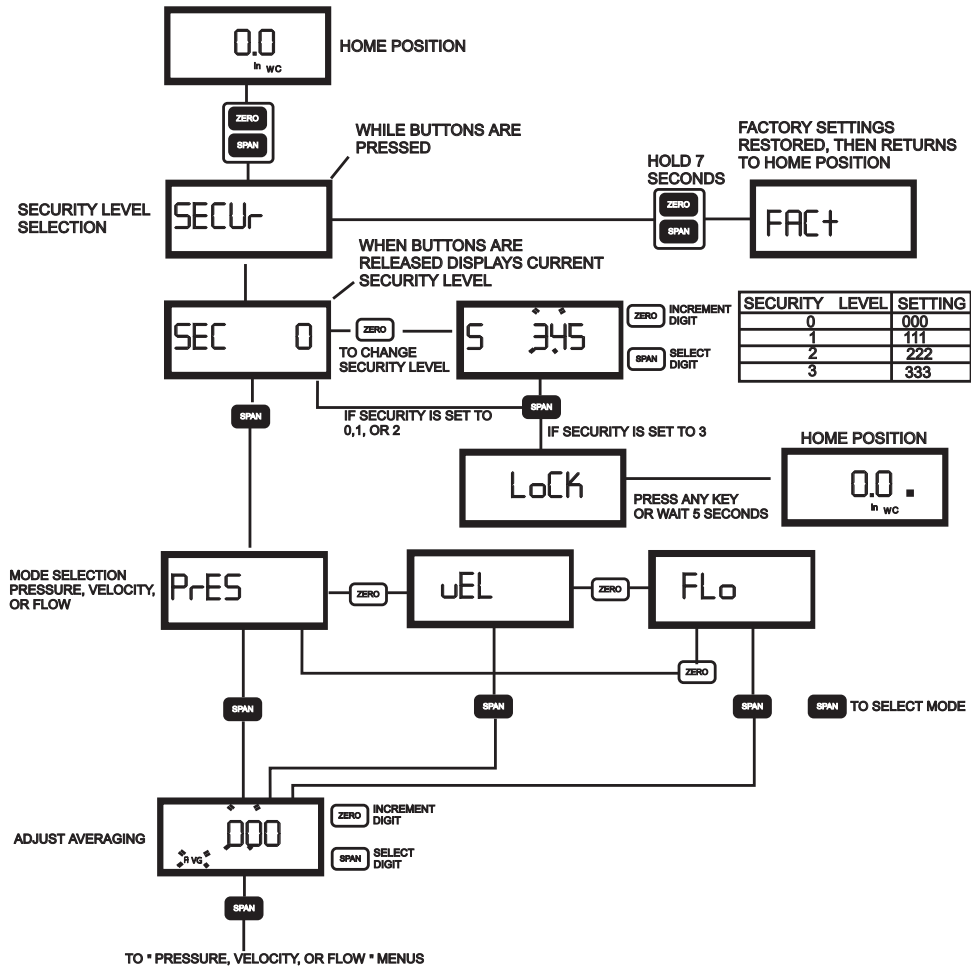 0.0
In WC
HOME POSITION
ZERO
SPAN
WHILE BUTTONS ARE
PRESSED
FACTORY SETTINGS
RESTORED, THEN RETURNS
TO HOME POSITION
HOLD 7
SECONDS
SECURITY LEVEL
SELECTION
SECUr
ZERO
SPAN
FACt
WHEN BUTTONS ARE
RELEASED DISPLAYS CURRENT
SECURITY LEVEL
SEC 0
ZERO
TO CHANGE
SECURITY LEVEL
S 345
ZERO INCREMENT
DIGIT
SPAN SELECT
DIGIT
SECURITY LEVEL SETTING
0 000
1 111
2 222
3 333
SPAN
IF SECURITY IS SET TO
0,1, OR 2
SPAN
IF SECURITY IS SET TO 3
LoCK
PRESS ANY KEY
OR WAIT 5 SECONDS
HOME POSITION
0.0 .
In WC
MODE SELECTION
PRESSURE, VELOCITY,
OR FLOW
PrES
ZERO
uEL
ZERO
FLo
ZERO
SPAN
SPAN
SPAN
SPAN TO SELECT MODE
ADJUST AVERAGING
000
A VG
ZERO INCREMENT
DIGIT
SPAN SELECT
DIGIT
SPAN
TO " PRESSURE, VELOCITY, OR FLOW " MENUS